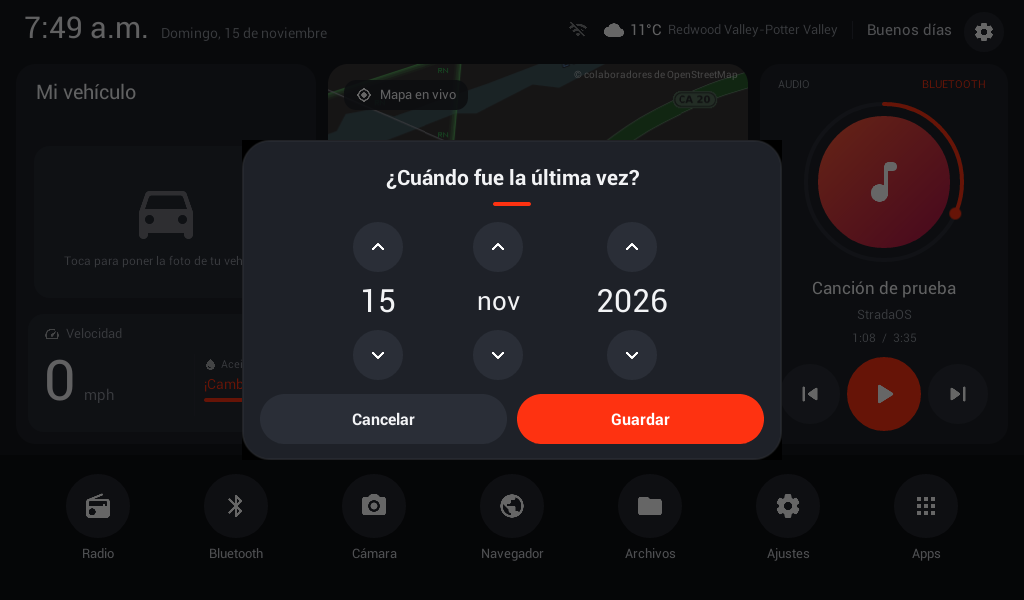 7:49 a.m.
Domingo, 15 de noviembre
11°C
Redwood Valley-Potter Valley
Buenos días
Mi vehículo
RN
© colaboradores de OpenStreetMap
Mapa en vivo
CA 20
RN
AUDIO
BLUETOOTH
¿Cuándo fue la última vez?
Toca para poner la foto de tu
15
nov
2026
Canción de prueba
StradaOS
1:08 / 3:35
Velocidad
0 mph
Cancelar
Guardar
Radio
Bluetooth
Cámara
Navegador
Archivos
Ajustes
Apps